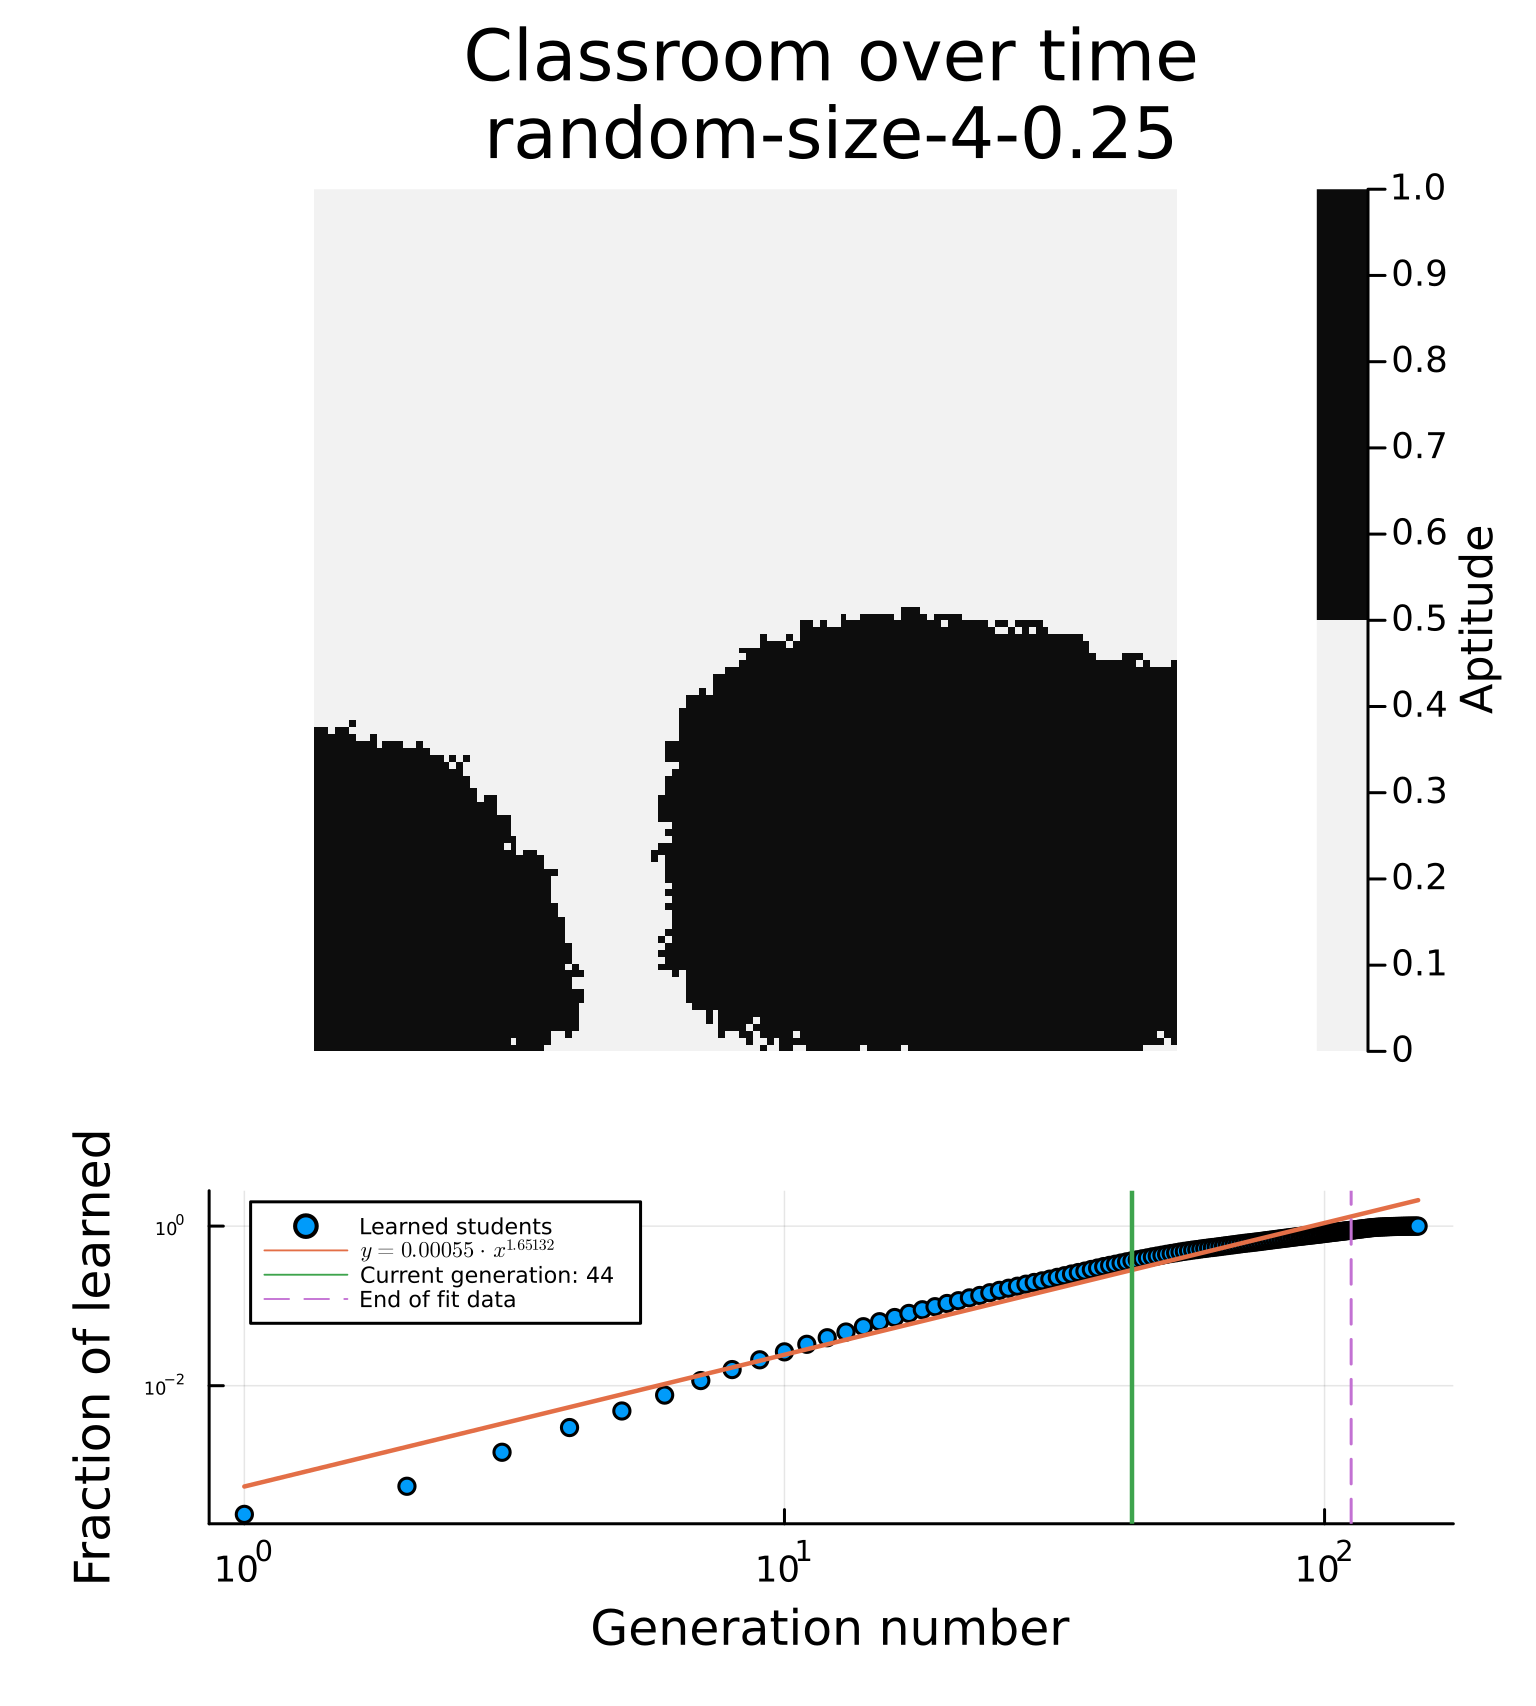 Classroom over time
random-size-4-0.25
1.0
0.9
0.8
0.7
0.6
0.5
0.4
0.3
0.2
0.1
0
Aptitude
Fraction of learned
10⁰
10⁻²
Learned students
y = 0.00055 · x^1.65132
Current generation: 44
End of fit data
10⁰
10¹
10²
Generation number